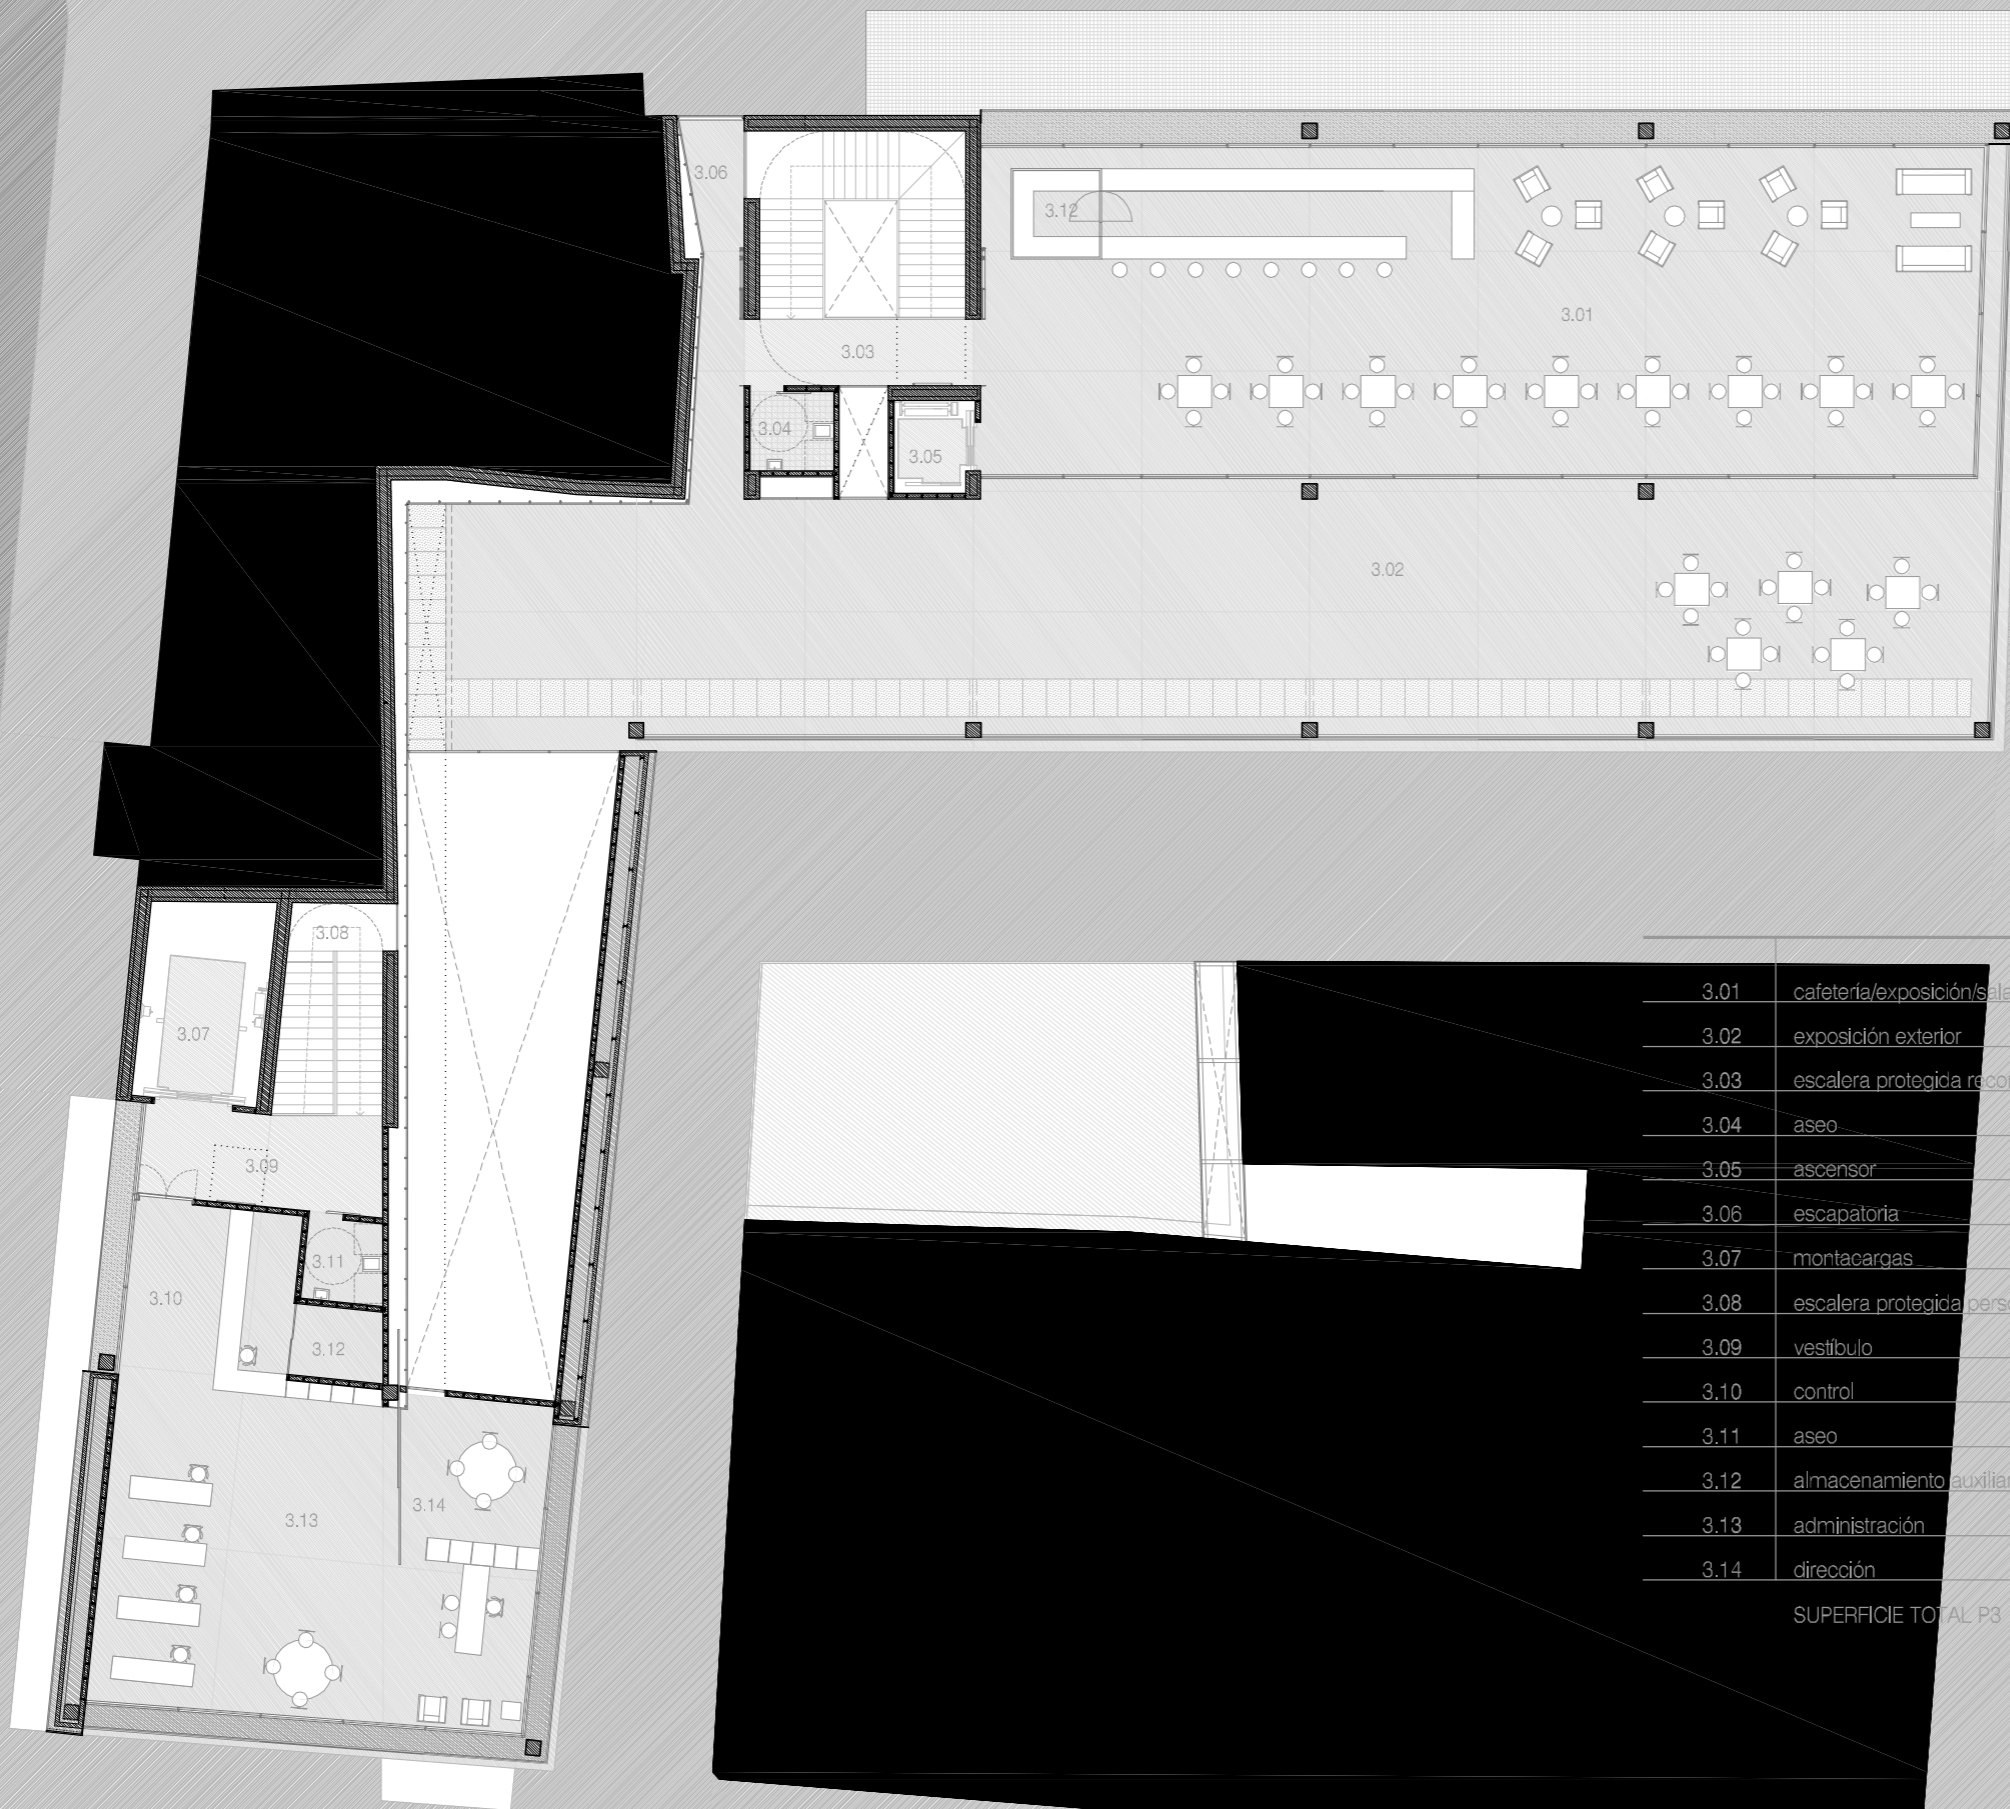 3.06
3.12
3.01
3.03
3.04
3.05
3.02
3.08
3.07
3.09
3.11
3.10
3.12
3.14
3.13
3.01 cafetería/exposición/sala
3.02 exposición exterior
3.03 escalera protegida
3.04 aseo
3.05 ascensor
3.06 escapatoria
3.07 montacargas
3.08 escalera protegida
3.09 vestíbulo
3.10 control
3.11 aseo
3.12 almacenamiento
3.13 administración
3.14 dirección
SUPERFICIE TOTAL P3